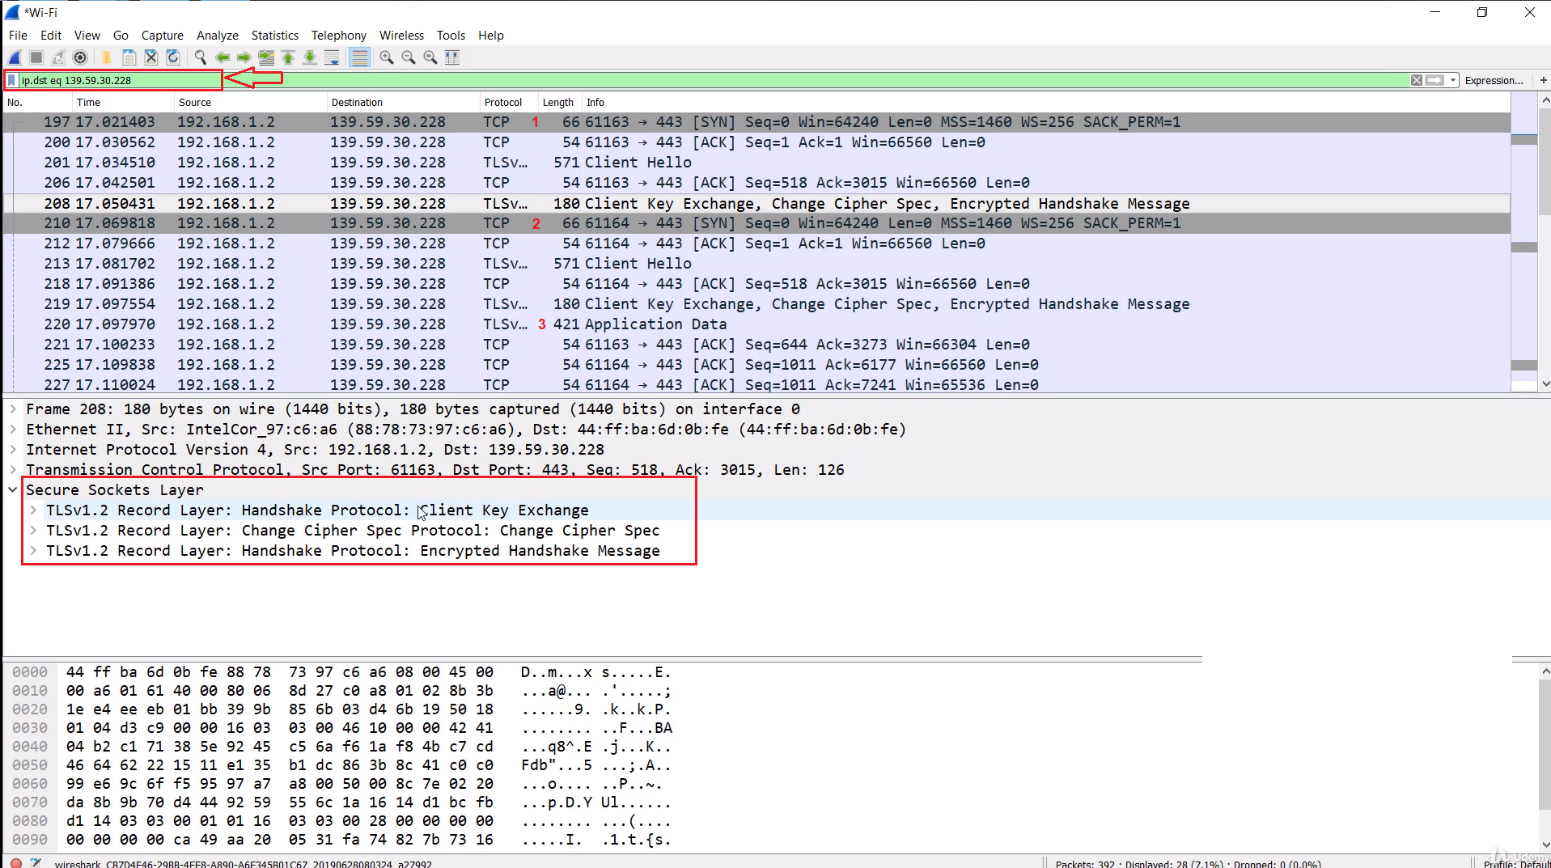 *Wi-Fi
File Edit View Go Capture Analyze Statistics Telephony Wireless Tools Help
ip.dst eq 139.59.30.228 Expression... +
No. Time Source Destination Protocol Length Info
197 17.021403 192.168.1.2 139.59.30.228 TCP 1 66 61163 → 443 [SYN] Seq=0 Win=64240 Len=0 MSS=1460 WS=256 SACK_PERM=1
200 17.030562 192.168.1.2 139.59.30.228 TCP 54 61163 → 443 [ACK] Seq=1 Ack=1 Win=66560 Len=0
201 17.034510 192.168.1.2 139.59.30.228 TLSv... 571 Client Hello
206 17.042501 192.168.1.2 139.59.30.228 TCP 54 61163 → 443 [ACK] Seq=518 Ack=3015 Win=66560 Len=0
208 17.050431 192.168.1.2 139.59.30.228 TLSv... 180 Client Key Exchange, Change Cipher Spec, Encrypted Handshake Message
210 17.069818 192.168.1.2 139.59.30.228 TCP 2 66 61164 → 443 [SYN] Seq=0 Win=64240 Len=0 MSS=1460 WS=256 SACK_PERM=1
212 17.079666 192.168.1.2 139.59.30.228 TCP 54 61164 → 443 [ACK] Seq=1 Ack=1 Win=66560 Len=0
213 17.081702 192.168.1.2 139.59.30.228 TLSv... 571 Client Hello
218 17.091386 192.168.1.2 139.59.30.228 TCP 54 61164 → 443 [ACK] Seq=518 Ack=3015 Win=66560 Len=0
219 17.097554 192.168.1.2 139.59.30.228 TLSv... 180 Client Key Exchange, Change Cipher Spec, Encrypted Handshake Message
220 17.097970 192.168.1.2 139.59.30.228 TLSv... 3 421 Application Data
221 17.100233 192.168.1.2 139.59.30.228 TCP 54 61163 → 443 [ACK] Seq=644 Ack=3273 Win=66304 Len=0
225 17.109838 192.168.1.2 139.59.30.228 TCP 54 61164 → 443 [ACK] Seq=1011 Ack=6177 Win=66560 Len=0
227 17.110024 192.168.1.2 139.59.30.228 TCP 54 61164 → 443 [ACK] Seq=1011 Ack=7241 Win=65536 Len=0
Frame 208: 180 bytes on wire (1440 bits), 180 bytes captured (1440 bits) on interface 0
Ethernet II, Src: IntelCor_97:c6:a6 (88:78:73:97:c6:a6), Dst: 44:ff:ba:6d:0b:fe (44:ff:ba:6d:0b:fe)
Internet Protocol Version 4, Src: 192.168.1.2, Dst: 139.59.30.228
Transmission Control Protocol, Src Port: 61163, Dst Port: 443, Seq: 518, Ack: 3015, Len: 126
Secure Sockets Layer
TLSv1.2 Record Layer: Handshake Protocol: Client Key Exchange
TLSv1.2 Record Layer: Change Cipher Spec Protocol: Change Cipher Spec
TLSv1.2 Record Layer: Handshake Protocol: Encrypted Handshake Message
0000 44 ff ba 6d 0b fe 88 78 73 97 c6 a6 08 00 45 00 D..m...x s.....E.
0010 00 a6 01 61 40 00 80 06 8d 27 c0 a8 01 02 8b 3b ...a@... .'.....;
0020 1e e4 ee eb 01 bb 39 9b 85 6b 03 d4 6b 19 50 18 ......9. .k..k.P.
0030 01 04 d3 c9 00 00 16 03 03 00 46 10 00 00 42 41 ........ ..F...BA
0040 04 b2 c1 71 38 5e 92 45 c5 6a f6 1a f8 4b c7 cd ...q8^.E .j...K..
0050 46 64 62 22 15 11 e1 35 b1 dc 86 3b 8c 41 c0 c0 Fdb"...5 ...;.A..
0060 99 e6 9c 6f f5 95 97 a7 a8 00 50 00 8c 7e 02 20 ...o.... ..P..~.
0070 da 8b 9b 70 d4 44 92 59 55 6c 1a 16 14 d1 bc fb ...p.D.Y Ul......
0080 d1 14 03 03 00 01 01 16 03 03 00 28 00 00 00 00 ........ ...(....
0090 00 00 00 00 ca 49 aa 20 05 31 fa 74 82 7b 73 16 .....I. .1.t.{s.
wireshark_CB7D4E46-29BB-4EF8-A890-A6F345B01C67_20190628080324_a27992 Packets: 392 · Displayed: 28 (7.1%) · Dropped: 0 (0.0%) Profile: Default